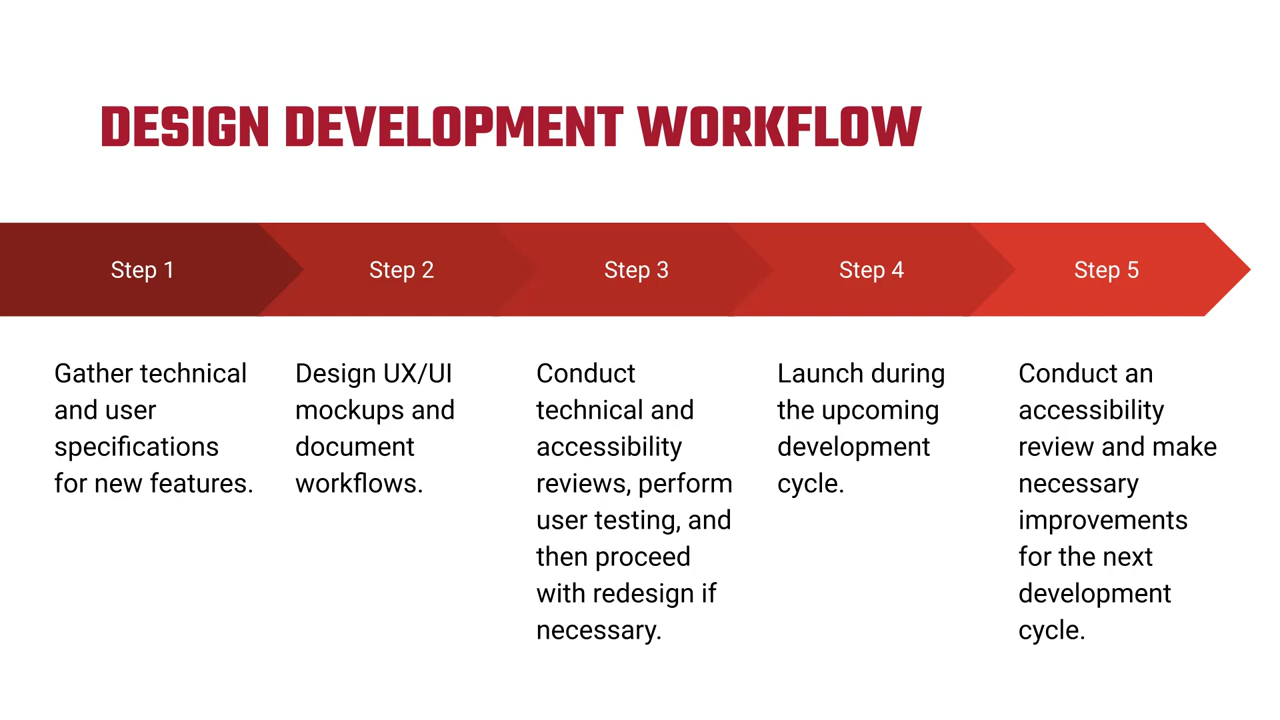 DESIGN DEVELOPMENT WORKFLOW
Step 1
Step 2
Step 3
Step 4
Step 5
Gather technical
and user
specifications
for new features.
Design UX/UI
mockups and
document
workflows.
Conduct
technical and
accessibility
reviews, perform
user testing, and
then proceed
with redesign if
necessary.
Launch during
the upcoming
development
cycle.
Conduct an
accessibility
review and make
necessary
improvements
for the next
development
cycle.